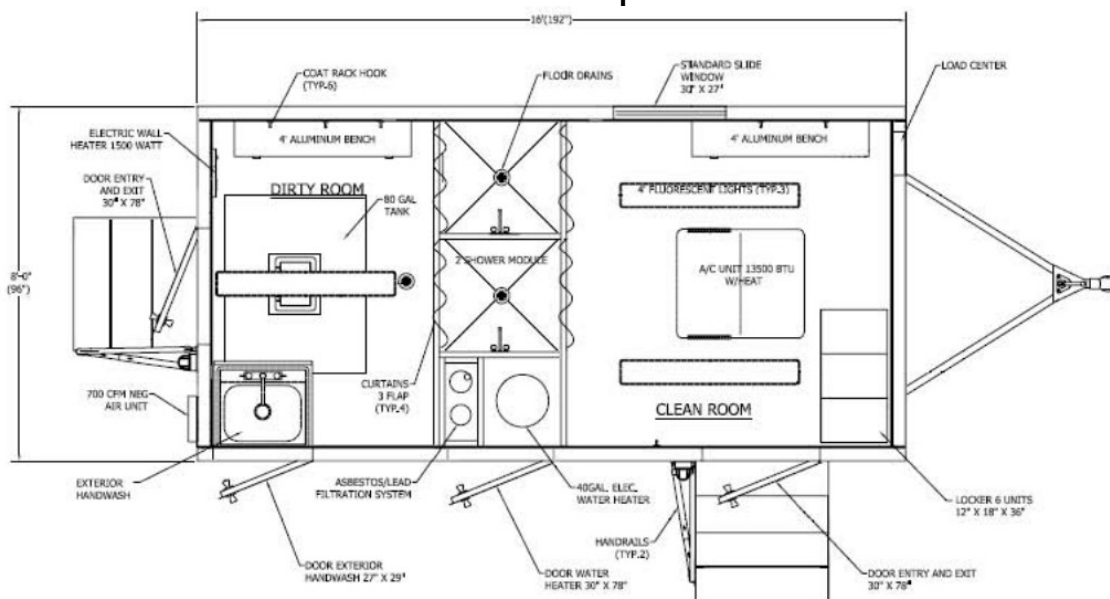 16'(192")
COAT RACK HOOK
(TYP.6)
FLOOR DRAINS
STANDARD SLIDE
WINDOW
30" X 27"
LOAD CENTER
ELECTRIC WALL
HEATER 1500 WATT
4' ALUMINUM BENCH
4' ALUMINUM BENCH
DOOR ENTRY
AND EXIT
30" X 78"
DIRTY ROOM
80 GAL
TANK
4' FLUORESCENT LIGHTS (TYP.3)
8'-0"
(96")
2 SHOWER MODULE
A/C UNIT 13500 BTU
W/HEAT
700 CFM NEG
AIR UNIT
CURTAINS
3 FLAP
(TYP.4)
CLEAN ROOM
EXTERIOR
HANDWASH
ASBESTOS/LEAD
FILTRATION SYSTEM
40GAL. ELEC.
WATER HEATER
LOCKER 6 UNITS
12" X 18" X 36"
HANDRAILS
(TYP.2)
DOOR EXTERIOR
HANDWASH 27" X 29"
DOOR WATER
HEATER 30" X 78"
DOOR ENTRY AND EXIT
30" X 78"